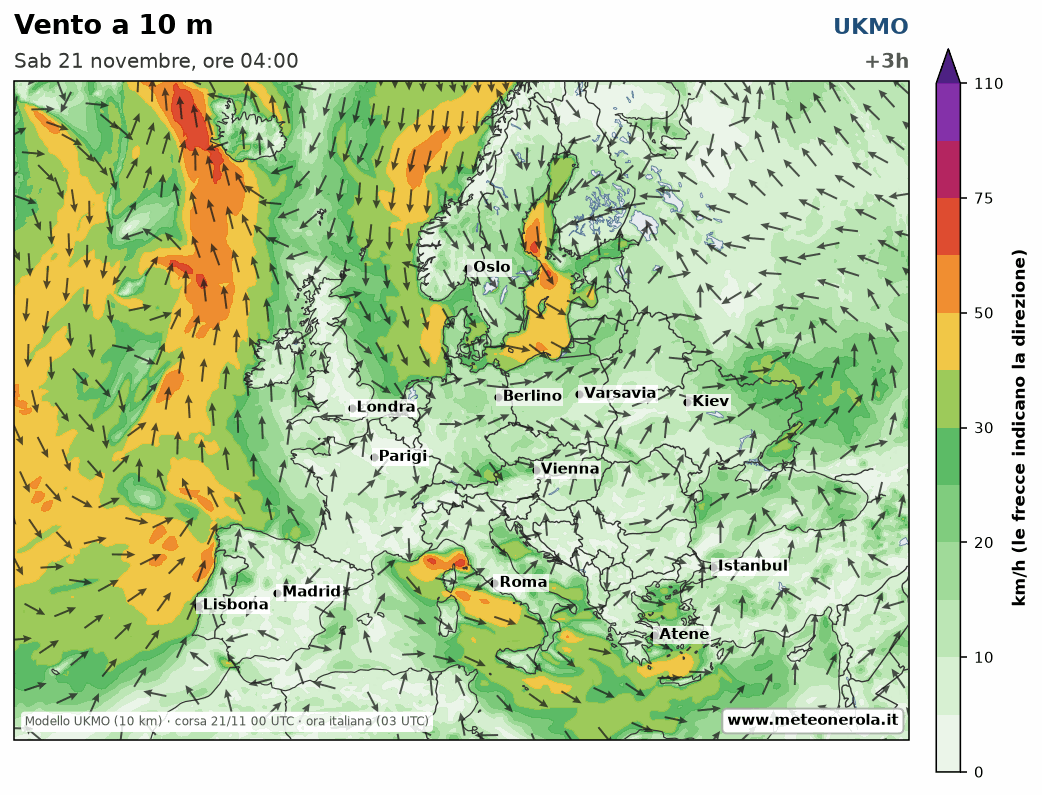 Vento a 10 m
UKMO
Sab 21 novembre, ore 04:00
+3h
110
75
50
30
20
10
0
km/h (le frecce indicano la direzione)
Oslo
Berlino
Varsavia
Kiev
Londra
Parigi
Vienna
Istanbul
Roma
Madrid
Lisbona
Atene
Modello UKMO (10 km) · corsa 21/11 00 UTC · ora italiana (03 UTC)
www.meteonerola.it